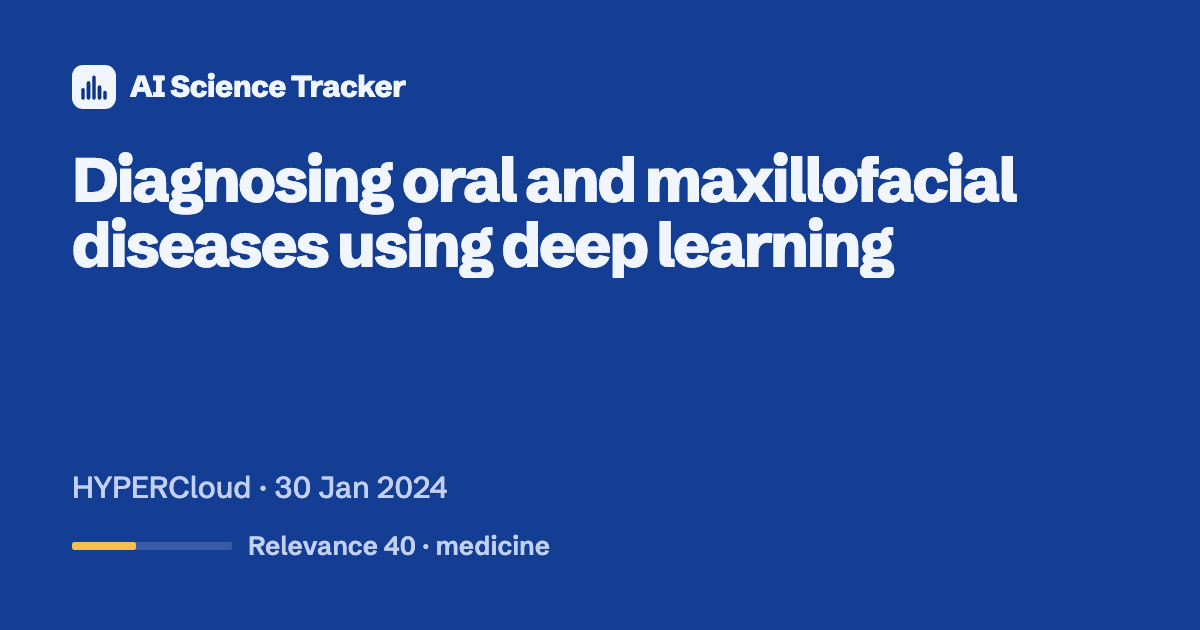 AI Science Tracker
Diagnosing oral and maxillofacial
diseases using deep learning
HYPERCloud · 30 Jan 2024
Relevance 40 · medicine